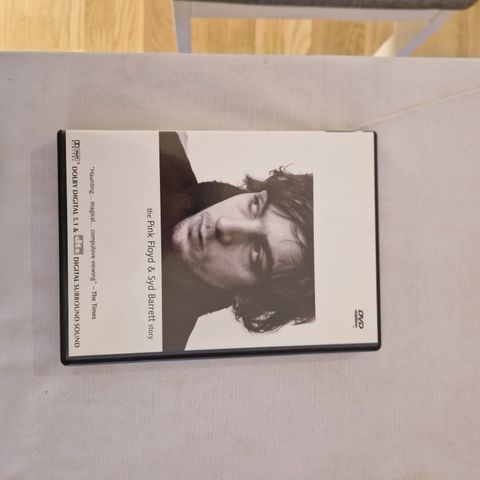 DVD
the Pink Floyd & Syd Barrett story
"Haunting... magical... compulsive viewing" – The Times
DOLBY DIGITAL 5.1 & dts DIGITAL SURROUND SOUND